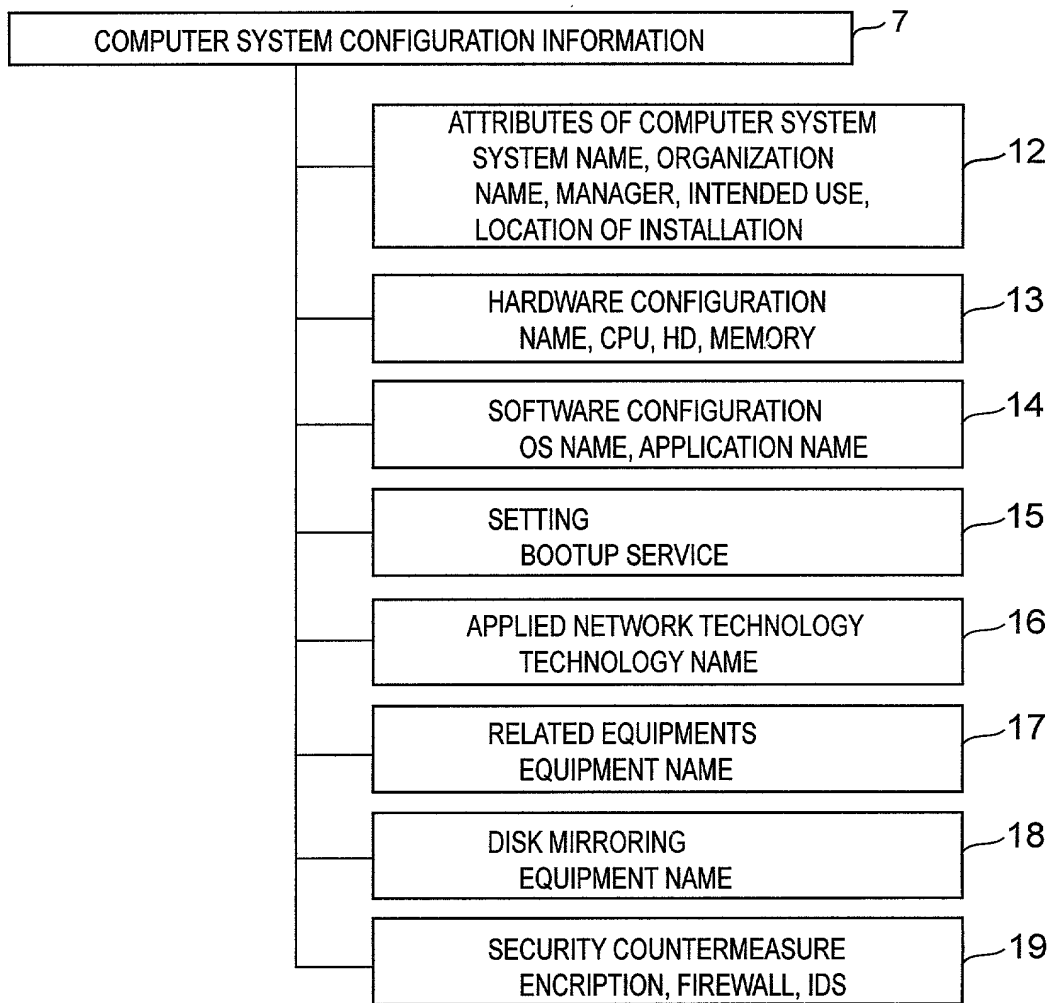 COMPUTER SYSTEM CONFIGURATION INFORMATION
7
ATTRIBUTES OF COMPUTER SYSTEM
SYSTEM NAME, ORGANIZATION
NAME, MANAGER, INTENDED USE,
LOCATION OF INSTALLATION
12
HARDWARE CONFIGURATION
NAME, CPU, HD, MEMORY
13
SOFTWARE CONFIGURATION
OS NAME, APPLICATION NAME
14
SETTING
BOOTUP SERVICE
15
APPLIED NETWORK TECHNOLOGY
TECHNOLOGY NAME
16
RELATED EQUIPMENTS
EQUIPMENT NAME
17
DISK MIRRORING
EQUIPMENT NAME
18
SECURITY COUNTERMEASURE
ENCRIPTION, FIREWALL, IDS
19